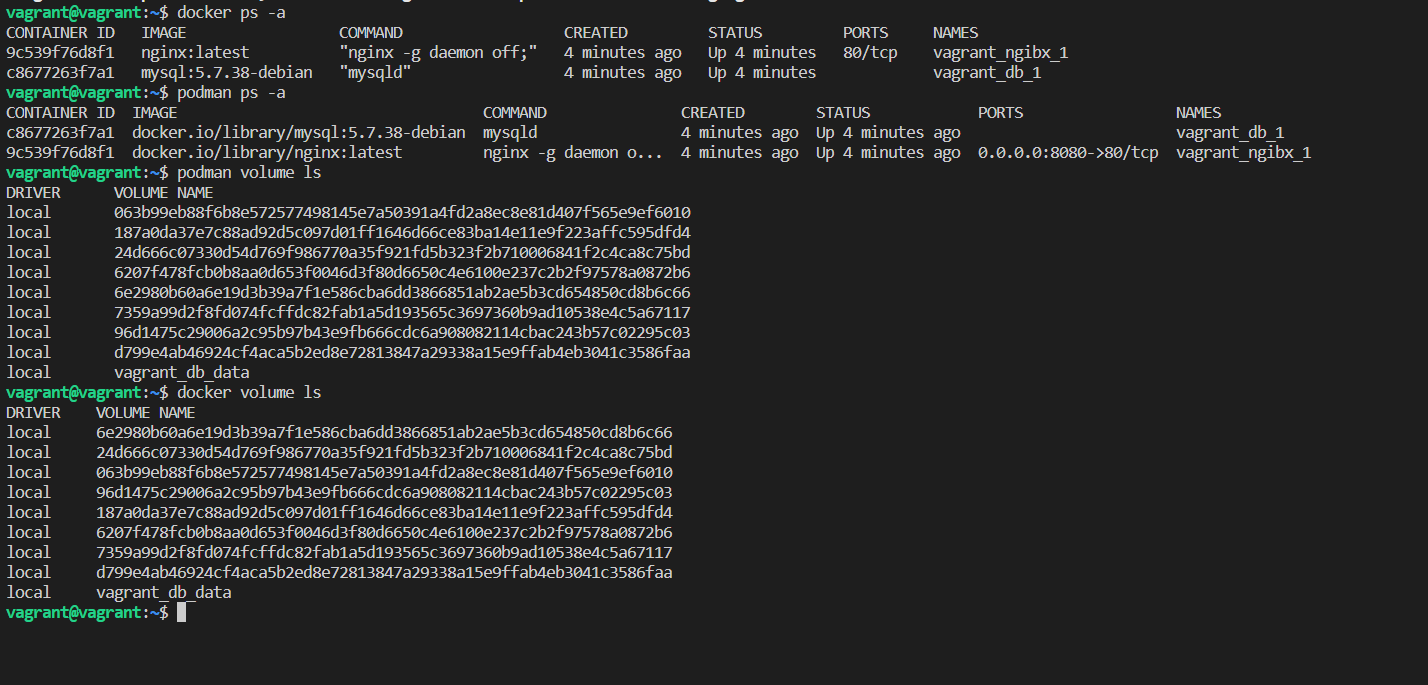 vagrant@vagrant:~$ docker ps -a
CONTAINER ID   IMAGE                 COMMAND                CREATED         STATUS         PORTS    NAMES
9c539f76d8f1   nginx:latest          "nginx -g daemon off;"   4 minutes ago   Up 4 minutes   80/tcp   vagrant_ngibx_1
c8677263f7a1   mysql:5.7.38-debian   "mysqld"                 4 minutes ago   Up 4 minutes            vagrant_db_1
vagrant@vagrant:~$ podman ps -a
CONTAINER ID  IMAGE                                 COMMAND               CREATED        STATUS            PORTS                 NAMES
c8677263f7a1  docker.io/library/mysql:5.7.38-debian  mysqld                4 minutes ago  Up 4 minutes ago                        vagrant_db_1
9c539f76d8f1  docker.io/library/nginx:latest         nginx -g daemon o...  4 minutes ago  Up 4 minutes ago  0.0.0.0:8080->80/tcp  vagrant_ngibx_1
vagrant@vagrant:~$ podman volume ls
DRIVER      VOLUME NAME
local       063b99eb88f6b8e572577498145e7a50391a4fd2a8ec8e81d407f565e9ef6010
local       187a0da37e7c88ad92d5c097d01ff1646d66ce83ba14e11e9f223affc595dfd4
local       24d666c07330d54d769f986770a35f921fd5b323f2b710006841f2c4ca8c75bd
local       6207f478fcb0b8aa0d653f0046d3f80d6650c4e6100e237c2b2f97578a0872b6
local       6e2980b60a6e19d3b39a7f1e586cba6dd3866851ab2ae5b3cd654850cd8b6c66
local       7359a99d2f8fd074fcffdc82fab1a5d193565c3697360b9ad10538e4c5a67117
local       96d1475c29006a2c95b97b43e9fb666cdc6a908082114cbac243b57c02295c03
local       d799e4ab46924cf4aca5b2ed8e72813847a29338a15e9ffab4eb3041c3586faa
local       vagrant_db_data
vagrant@vagrant:~$ docker volume ls
DRIVER    VOLUME NAME
local     6e2980b60a6e19d3b39a7f1e586cba6dd3866851ab2ae5b3cd654850cd8b6c66
local     24d666c07330d54d769f986770a35f921fd5b323f2b710006841f2c4ca8c75bd
local     063b99eb88f6b8e572577498145e7a50391a4fd2a8ec8e81d407f565e9ef6010
local     96d1475c29006a2c95b97b43e9fb666cdc6a908082114cbac243b57c02295c03
local     187a0da37e7c88ad92d5c097d01ff1646d66ce83ba14e11e9f223affc595dfd4
local     6207f478fcb0b8aa0d653f0046d3f80d6650c4e6100e237c2b2f97578a0872b6
local     7359a99d2f8fd074fcffdc82fab1a5d193565c3697360b9ad10538e4c5a67117
local     d799e4ab46924cf4aca5b2ed8e72813847a29338a15e9ffab4eb3041c3586faa
local     vagrant_db_data
vagrant@vagrant:~$